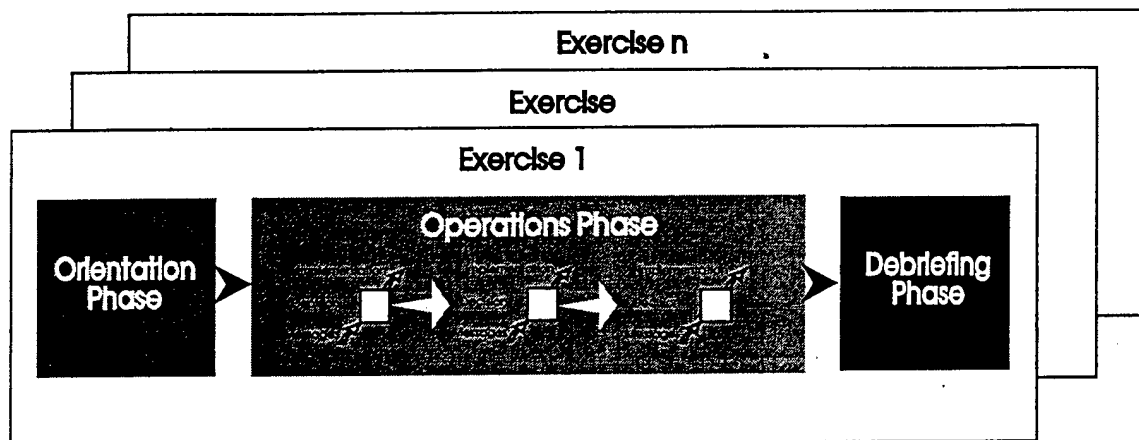 Exercise n
Exercise
Exercise 1
Operations Phase
Orientation
Phase
Debriefing
Phase